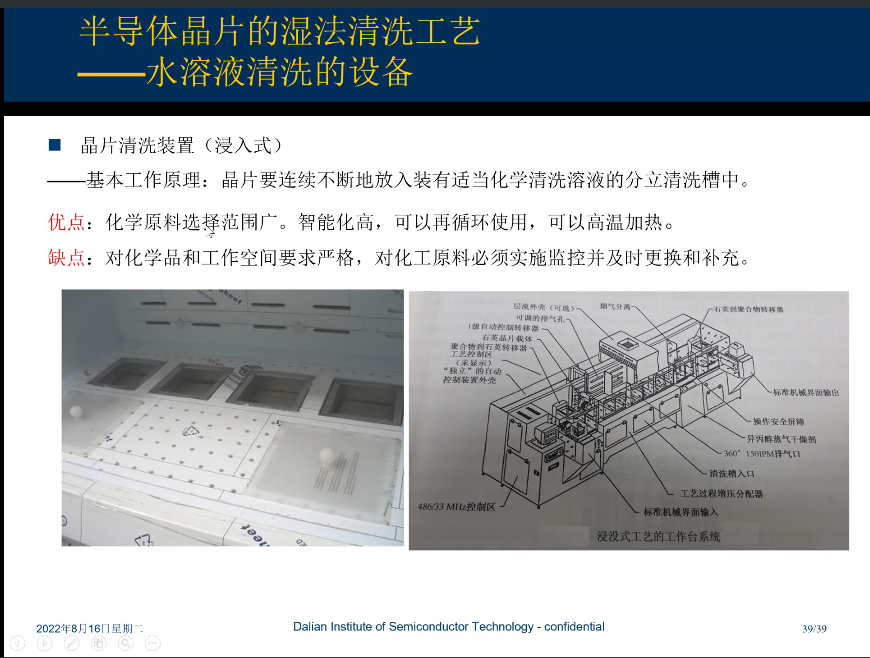 半导体晶片的湿法清洗工艺
——水溶液清洗的设备
■ 晶片清洗装置（浸入式）
——基本工作原理：晶片要连续不断地放入装有适当化学清洗溶液的分立清洗槽中。
优点：化学原料选择范围广。智能化高，可以再循环使用，可以高温加热。
缺点：对化学品和工作空间要求严格，对化工原料必须实施监控并及时更换和补充。
层流外壳（可选）
烟气分离
石英到聚合物转移器
可调的排气孔
1级自动控制转移器
石英晶片载体
聚合物到石英转移器
工艺控制区
（未显示）
“独立”的自动
控制装置外壳
标准机械界面输出
操作安全屏障
异丙醇蒸气干燥剂
360° 150IPM排气口
清洗槽入口
工艺过程增压分配器
486/33 MHz控制区
标准机械界面输入
浸没式工艺的工作台系统
2022年8月16日星期二
Dalian Institute of Semiconductor Technology - confidential
39/39